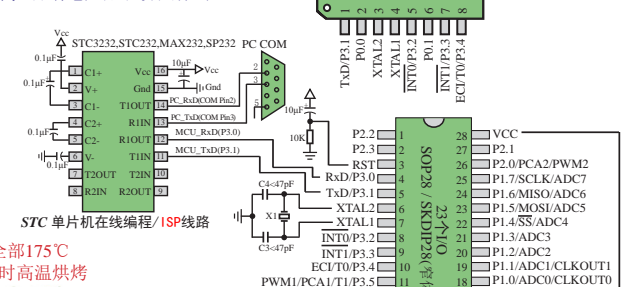 Vcc
STC3232,STC232,MAX232,SP232 PC COM
0.1μF
0.1μF
0.1μF
0.1μF
10μF
Vcc
Gnd
1 C1+ Vcc 16
2 V+ Gnd 15
3 C1- T1OUT 14 PC_RxD(COM Pin2)
4 C2+ R1IN 13 PC_TxD(COM Pin3)
5 C2- R1OUT 12 MCU_RxD(P3.0)
6 V- T1IN 11 MCU_TxD(P3.1)
7 T2OUT T2IN 10
8 R2IN R2OUT 9
2
3
5
STC 单片机在线编程/ISP线路
全部175℃
时高温烘烤
10μF
10K
C4<47pF
X1
C3<47pF
1 2 3 4 5 6 7 8
TxD/P3.1
P0.0
XTAL2
XTAL1
INT0/P3.2
P0.1
INT1/P3.3
ECI/T0/P3.4
P2.2 1 28 VCC
P2.3 2 27 P2.1
RST 3 26 P2.0/PCA2/PWM2
RxD/P3.0 4 25 P1.7/SCLK/ADC7
TxD/P3.1 5 24 P1.6/MISO/ADC6
XTAL2 6 23 P1.5/MOSI/ADC5
XTAL1 7 22 P1.4/SS/ADC4
INT0/P3.2 8 21 P1.3/ADC3
INT1/P3.3 9 20 P1.2/ADC2
ECI/T0/P3.4 10 19 P1.1/ADC1/CLKOUT1
PWM1/PCA1/T1/P3.5 11 18 P1.0/ADC0/CLKOUT0
23个I/O
SOP28 / SKDIP28